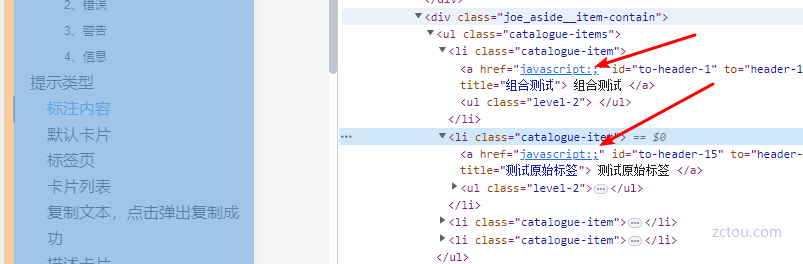 2、错误
3、警告
4、信息
提示类型
标注内容
默认卡片
标签页
卡片列表
复制文本，点击弹出复制成
功
描述卡片
<div class="joe_aside__item-contain">
<ul class="catalogue-items">
<li class="catalogue-item">
<a href="javascript:;" id="to-header-1" to="header-1
title="组合测试"> 组合测试 </a>
<ul class="level-2"> </ul>
</li>
<li class="catalogue-item"> == $0
<a href="javascript:;" id="to-header-15" to="header-
title="测试原始标签"> 测试原始标签 </a>
<ul class="level-2"> … </ul>
</li>
<li class="catalogue-item"> … </li>
<li class="catalogue-item"> … </li>
</ul>
zctou.com